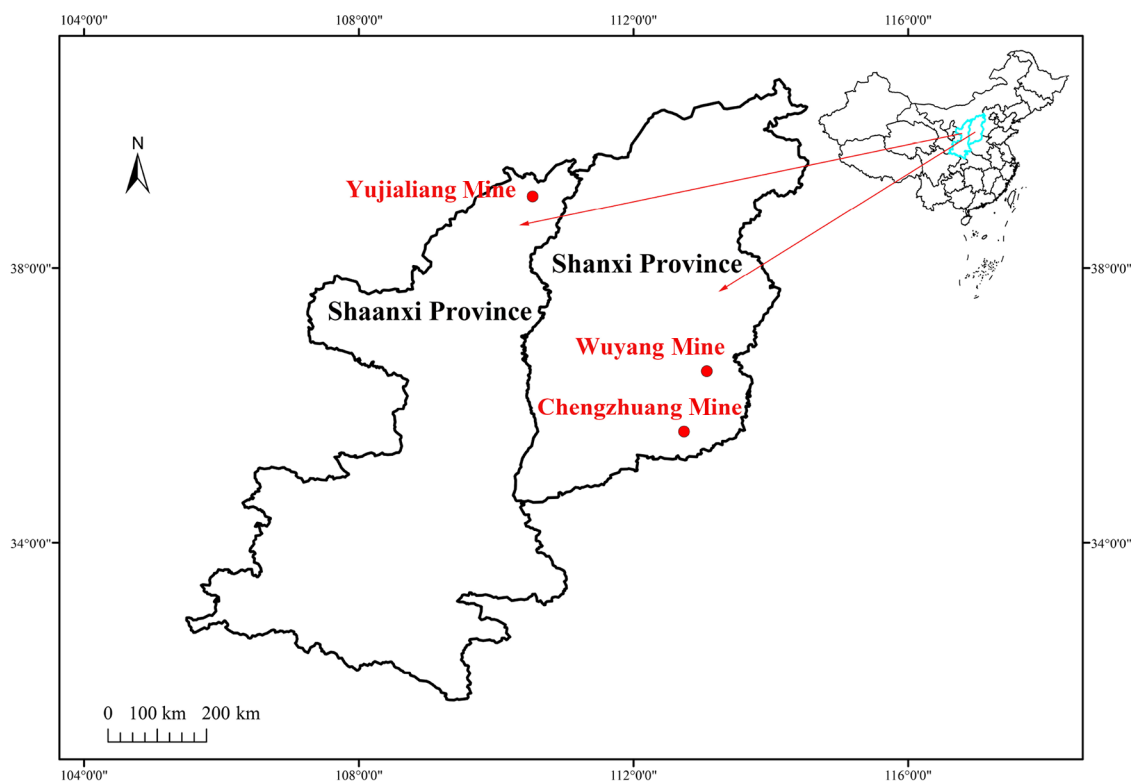 104°0'0" 108°0'0" 112°0'0" 116°0'0"
N
Yujialiang Mine
38°0'0" 38°0'0"
Shanxi Province
Shaanxi Province
Wuyang Mine
Chengzhuang Mine
34°0'0" 34°0'0"
0 100 km 200 km
104°0'0" 108°0'0" 112°0'0" 116°0'0"